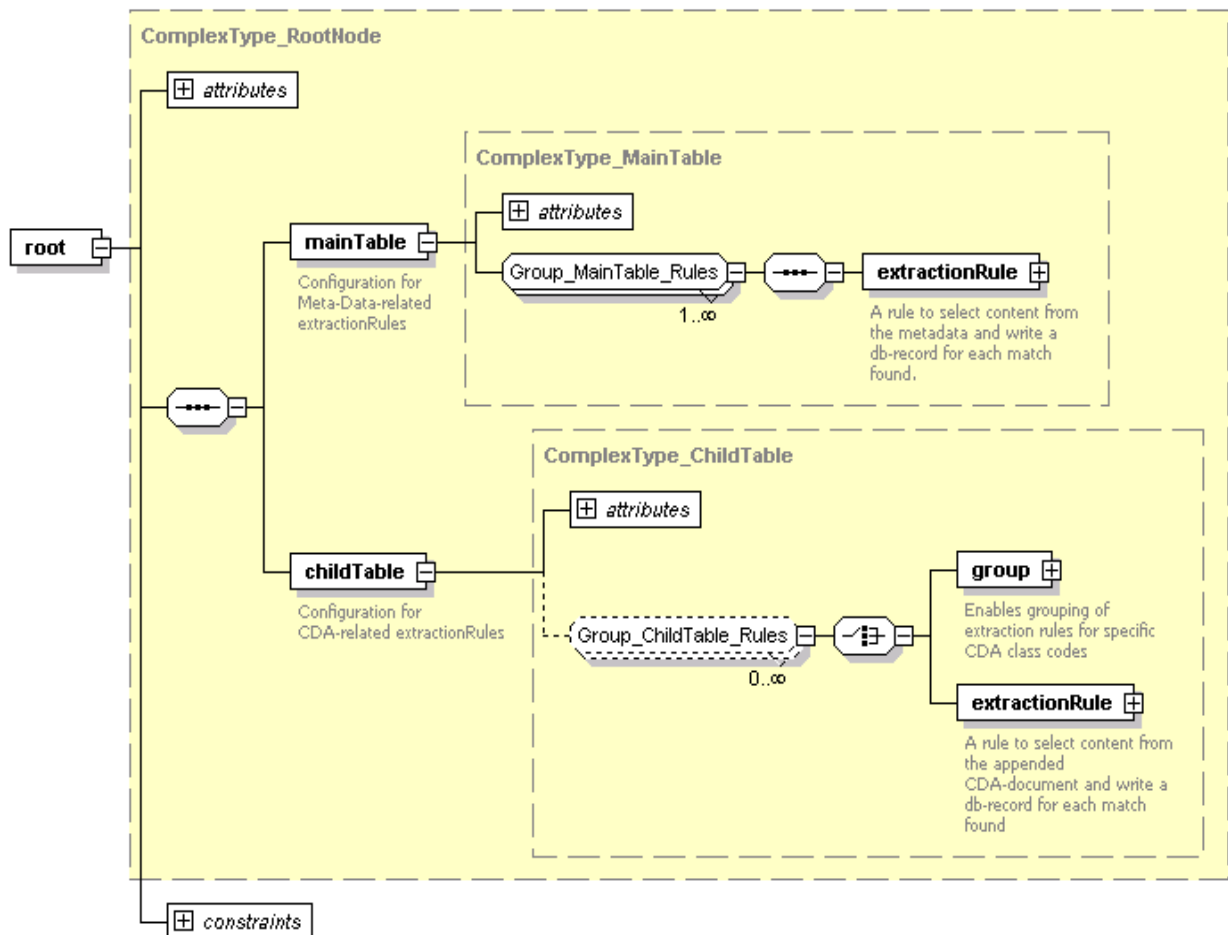 ComplexType_RootNode
attributes
ComplexType_MainTable
attributes
root
mainTable
Group_MainTable_Rules
extractionRule
Configuration for
Meta-Data-related
extractionRules
1..∞
A rule to select content from
the metadata and write a
db-record for each match
found.
ComplexType_ChildTable
attributes
childTable
Configuration for
CDA-related extractionRules
group
Enables grouping of
extraction rules for specific
CDA class codes
Group_ChildTable_Rules
0..∞
extractionRule
A rule to select content from
the appended
CDA-document and write a
db-record for each match
found
constraints